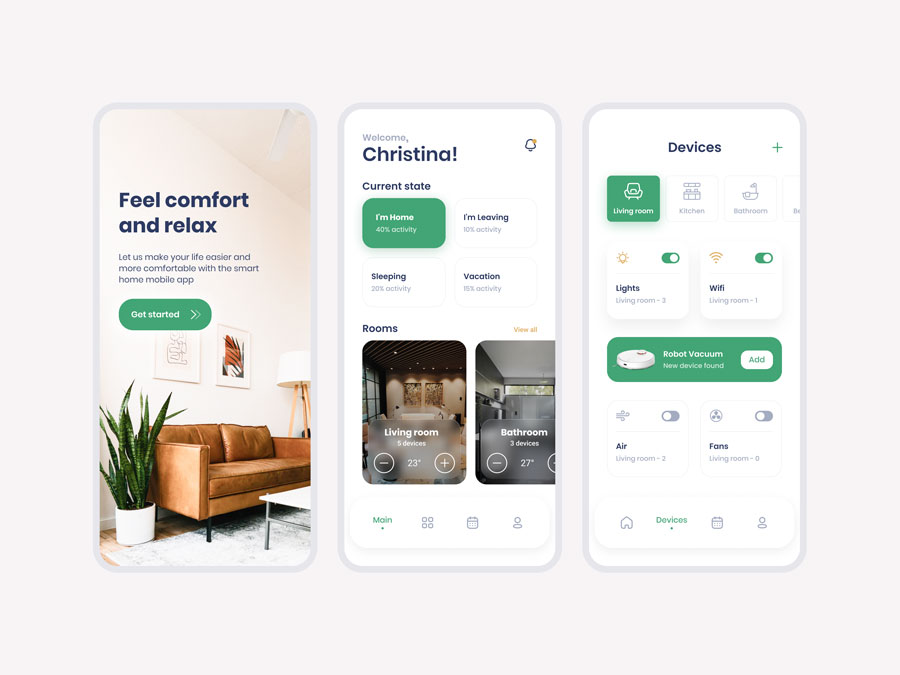 Feel comfort
and relax
Let us make your life easier and
more comfortable with the smart
home mobile app
Get started
Welcome,
Christina!
Current state
I'm Home
40% activity
I'm Leaving
10% activity
Sleeping
20% activity
Vacation
15% activity
Rooms
View all
Living room
5 devices
23°
Bathroom
3 devices
27°
Main
Devices
Living room
Kitchen
Bathroom
Lights
Living room - 3
Wifi
Living room - 1
Robot Vacuum
New device found
Add
Air
Living room - 2
Fans
Living room - 0
Devices